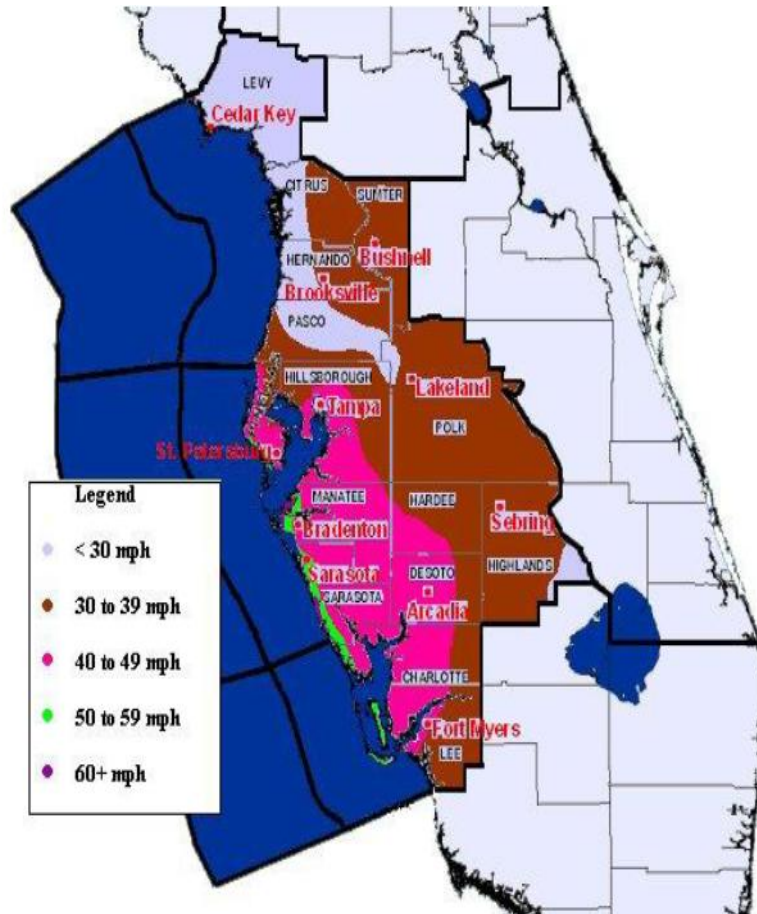 LEVY
Cedar Key
CITRUS
SUMTER
HERNANDO
Bushnell
Brooksville
PASCO
HILLSBOROUGH
Lakeland
Tampa
POLK
St. Petersburg
Legend
MANATEE
HARDEE
< 30 mph
Bradenton
Sebring
30 to 39 mph
Sarasota
DESOTO
HIGHLANDS
SARASOTA
Arcadia
40 to 49 mph
CHARLOTTE
50 to 59 mph
Fort Myers
LEE
60+ mph